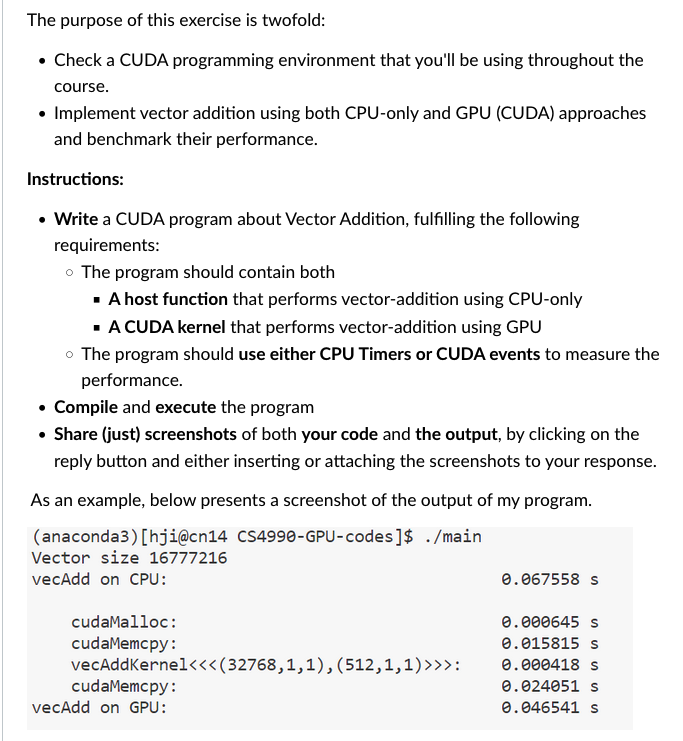 The purpose of this exercise is twofold:
• Check a CUDA programming environment that you'll be using throughout the
course.
• Implement vector addition using both CPU-only and GPU (CUDA) approaches
and benchmark their performance.
Instructions:
• Write a CUDA program about Vector Addition, fulfilling the following
requirements:
○ The program should contain both
▪ A host function that performs vector-addition using CPU-only
▪ A CUDA kernel that performs vector-addition using GPU
○ The program should use either CPU Timers or CUDA events to measure the
performance.
• Compile and execute the program
• Share (just) screenshots of both your code and the output, by clicking on the
reply button and either inserting or attaching the screenshots to your response.
As an example, below presents a screenshot of the output of my program.
(anaconda3)[hji@cn14 CS4990-GPU-codes]$ ./main
Vector size 16777216
vecAdd on CPU: 0.067558 s
cudaMalloc: 0.000645 s
cudaMemcpy: 0.015815 s
vecAddKernel<<<(32768,1,1),(512,1,1)>>>: 0.000418 s
cudaMemcpy: 0.024051 s
vecAdd on GPU: 0.046541 s